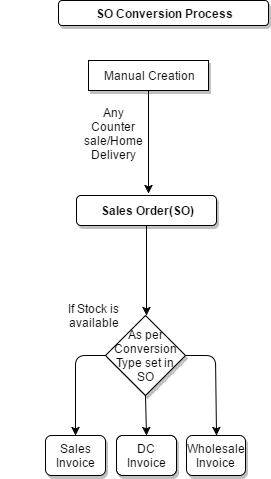 SO Conversion Process
Manual Creation
Any
Counter
sale/Home
Delivery
Sales Order(SO)
If Stock is
available
As per
Conversion
Type set in
SO
Sales
Invoice
DC
Invoice
Wholesale
Invoice